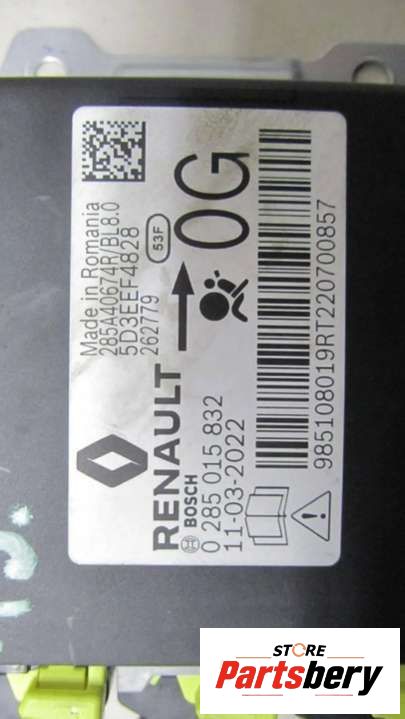 RENAULT
BOSCH
0 285 015 832
11-03-2022
Made in Romania
285A40674R/BL8.0
5D3EEF4828
262779
53F
0G
985108019RT220700857
STORE
Partsbery